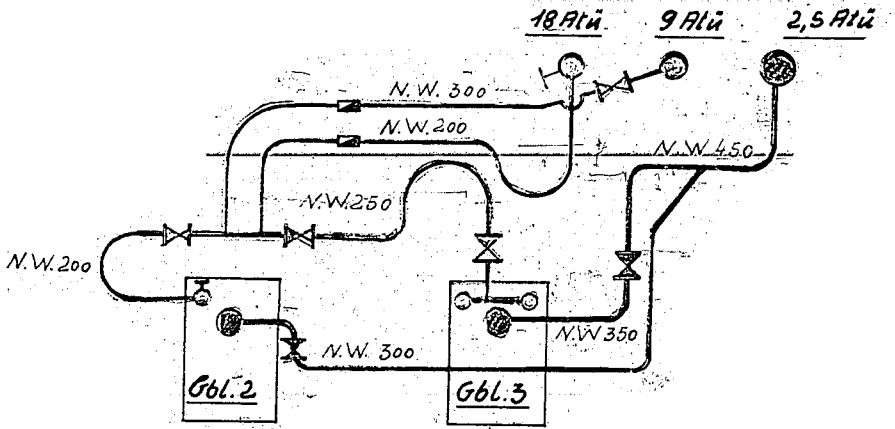 18 Atü
9 Atü
2,5 Atü
N.W. 300
N.W. 200
N.W 450
N.W. 250
N.W. 200
N.W. 300
N.W 350
Gbl. 2
Gbl. 3